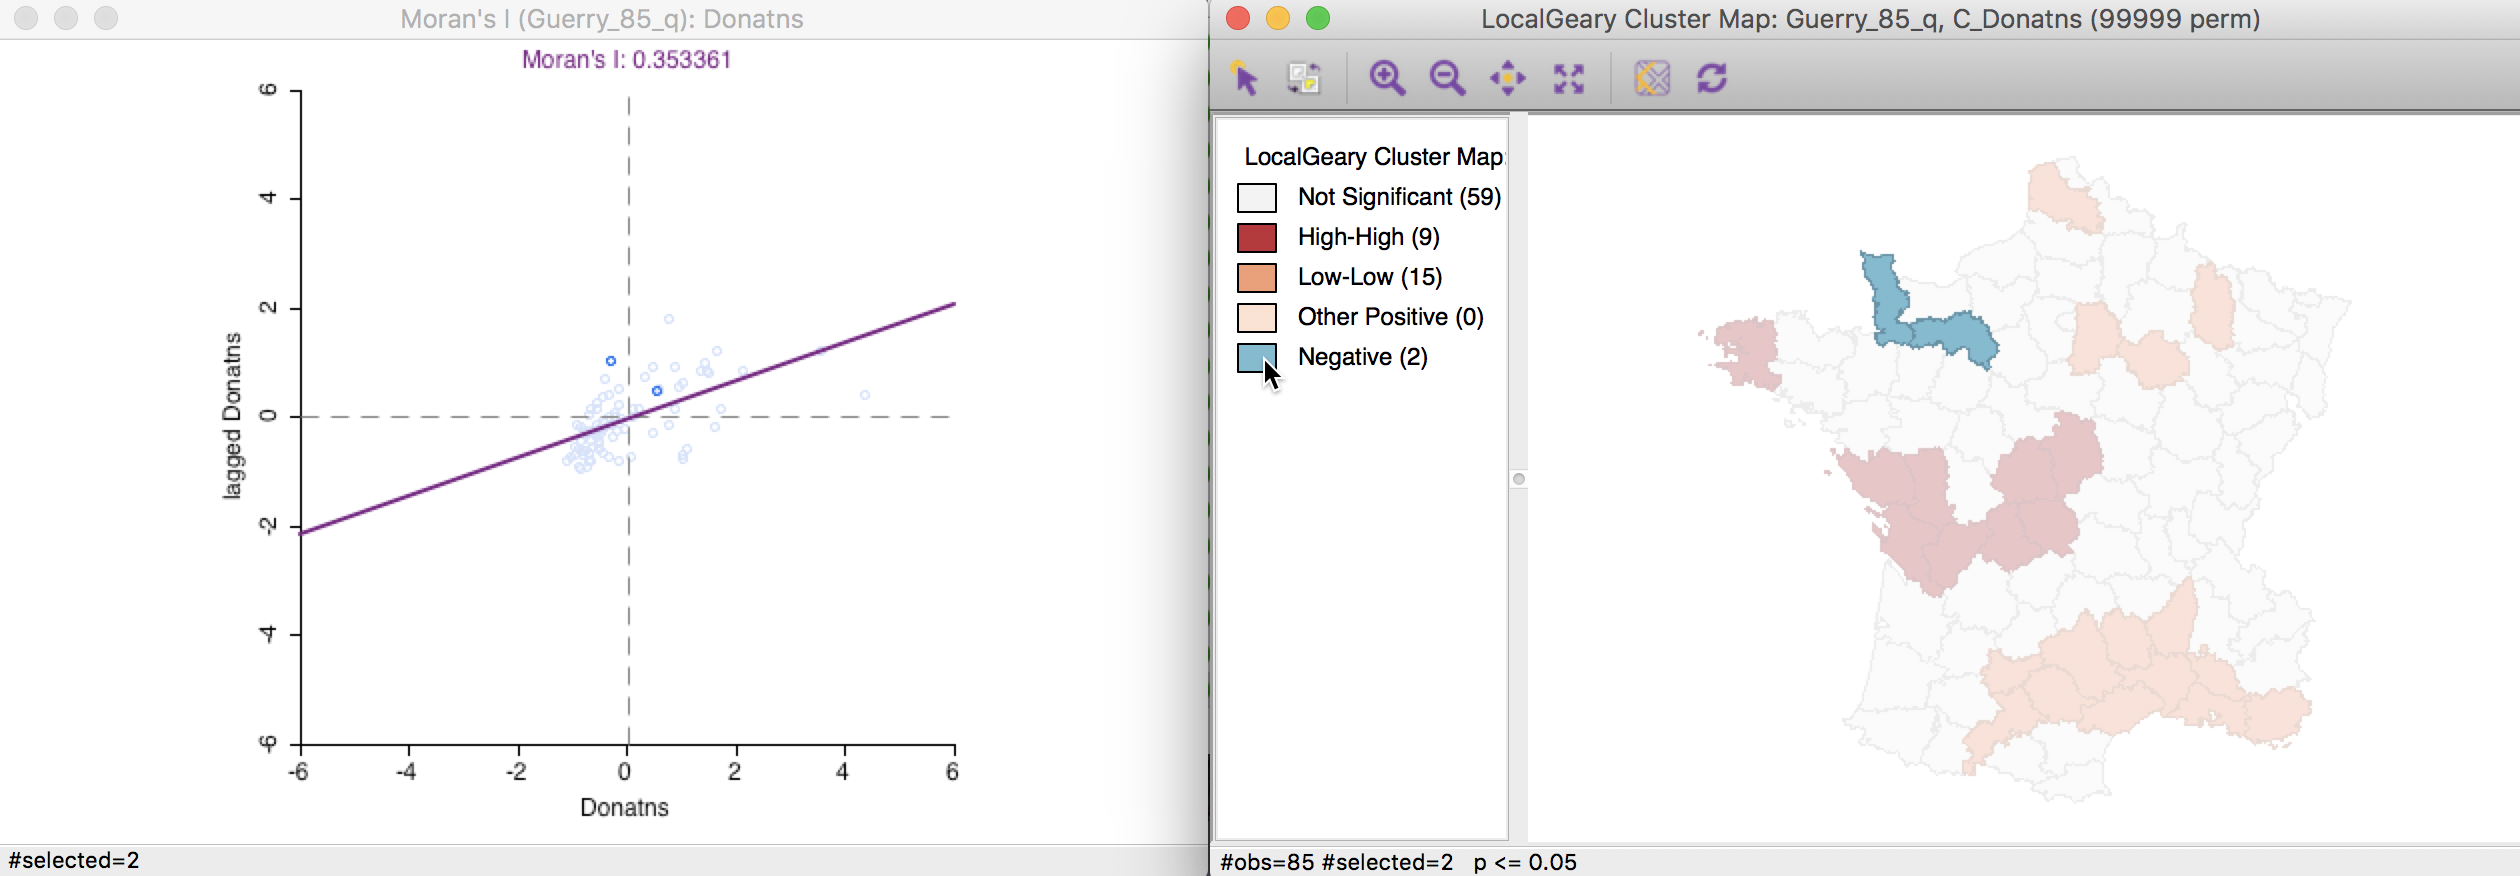 Moran's I (Guerry_85_q): Donatns
Moran's I: 0.353361
6
4
2
0
-2
-4
-6
lagged Donatns
-6 -4 -2 0 2 4 6
Donatns
#selected=2
LocalGeary Cluster Map: Guerry_85_q, C_Donatns (99999 perm)
LocalGeary Cluster Map:
Not Significant (59)
High-High (9)
Low-Low (15)
Other Positive (0)
Negative (2)
#obs=85 #selected=2 p <= 0.05